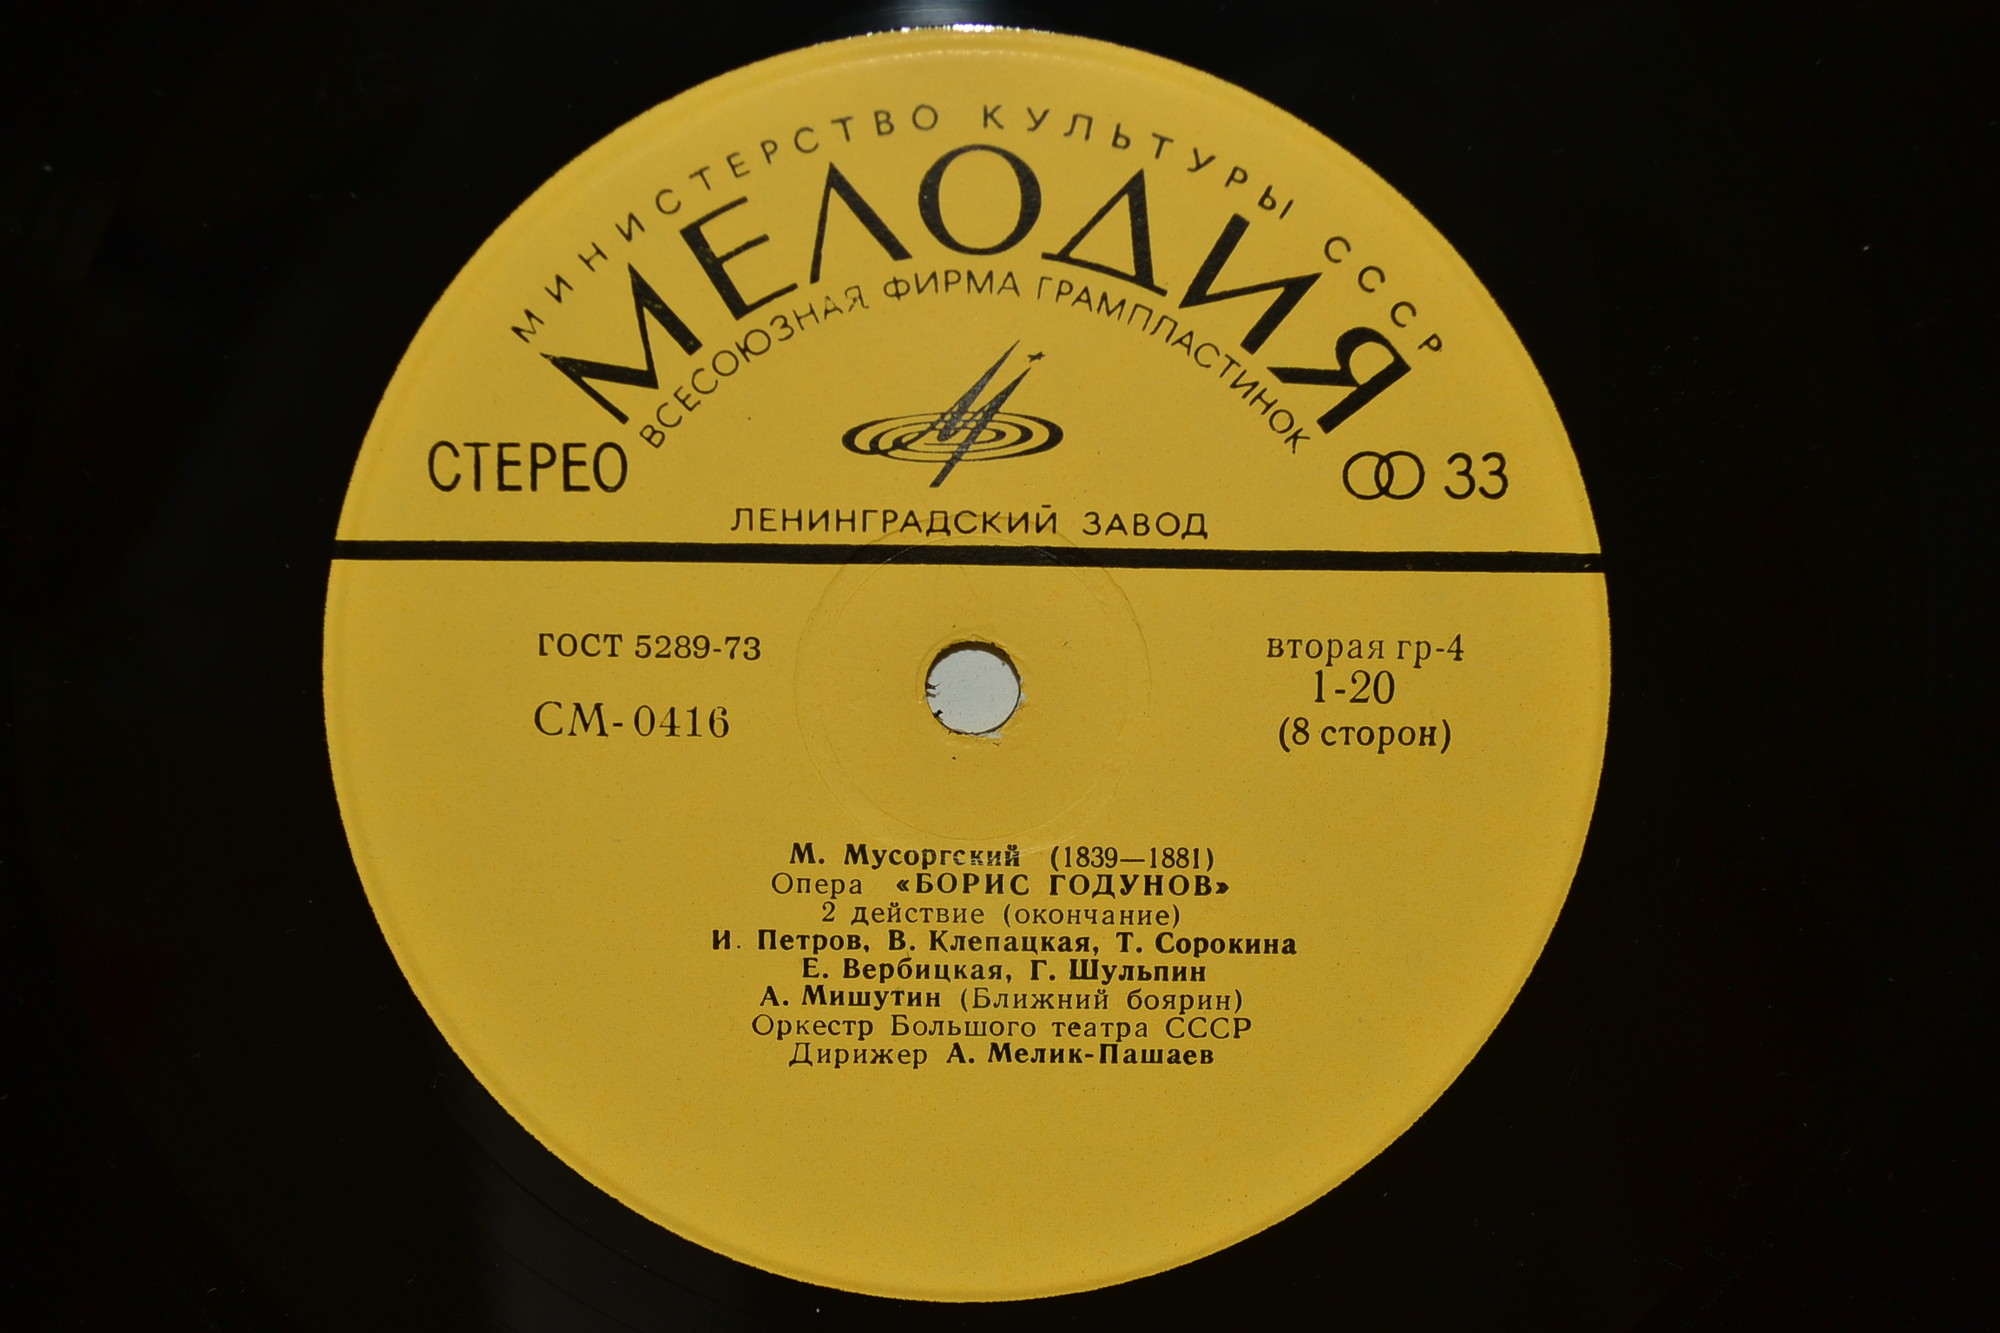 МИНИСТЕРСТВО КУЛЬТУРЫ СССР
МЕЛОДИЯ
ВСЕСОЮЗНАЯ ФИРМА ГРАМПЛАСТИНОК
СТЕРЕО
33
ЛЕНИНГРАДСКИЙ ЗАВОД
ГОСТ 5289-73
вторая гр-4
СМ-0416
1-20
(8 сторон)
М. Мусоргский (1839—1881)
Опера «БОРИС ГОДУНОВ»
2 действие (окончание)
И. Петров, В. Клепацкая, Т. Сорокина
Е. Вербицкая, Г. Шульпин
А. Мишутин (Ближний боярин)
Оркестр Большого театра СССР
Дирижер А. Мелик-Пашаев